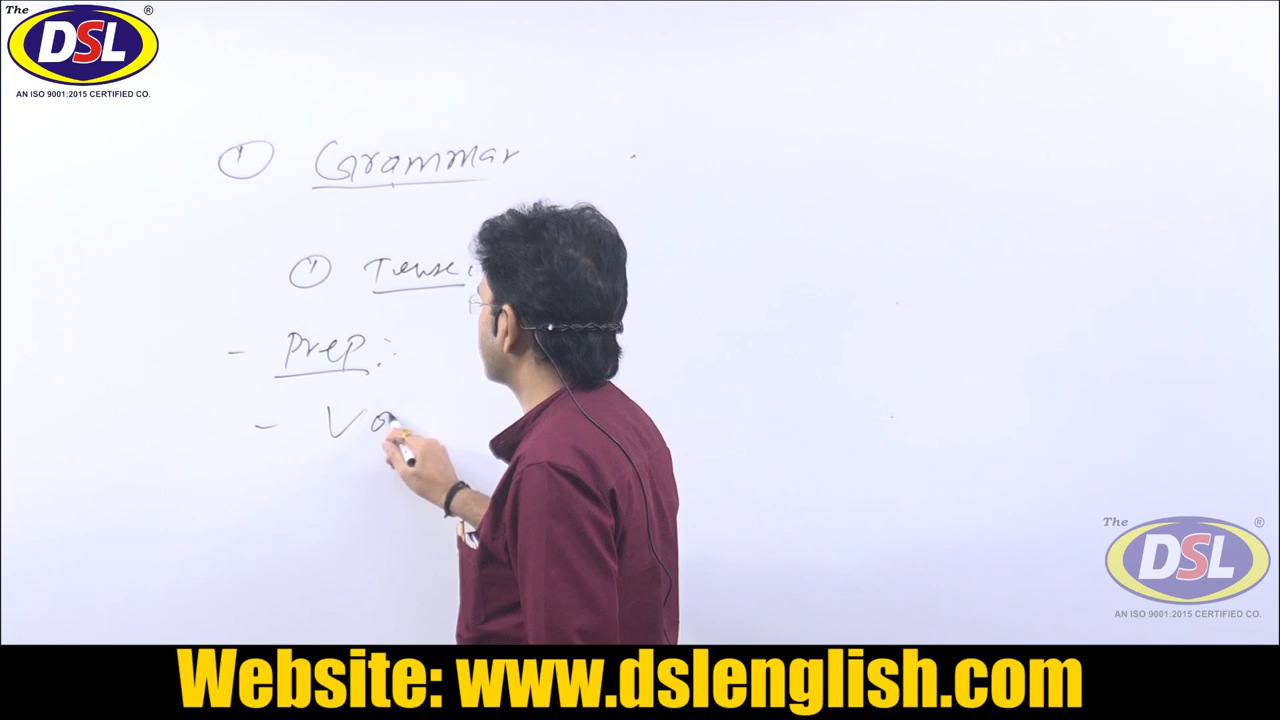 The
®
DSL
AN ISO 9001:2015 CERTIFIED CO.
① Grammar
① Tense:
- Prep:
- Vo
The
®
DSL
AN ISO 9001:2015 CERTIFIED CO.
Website: www.dslenglish.com